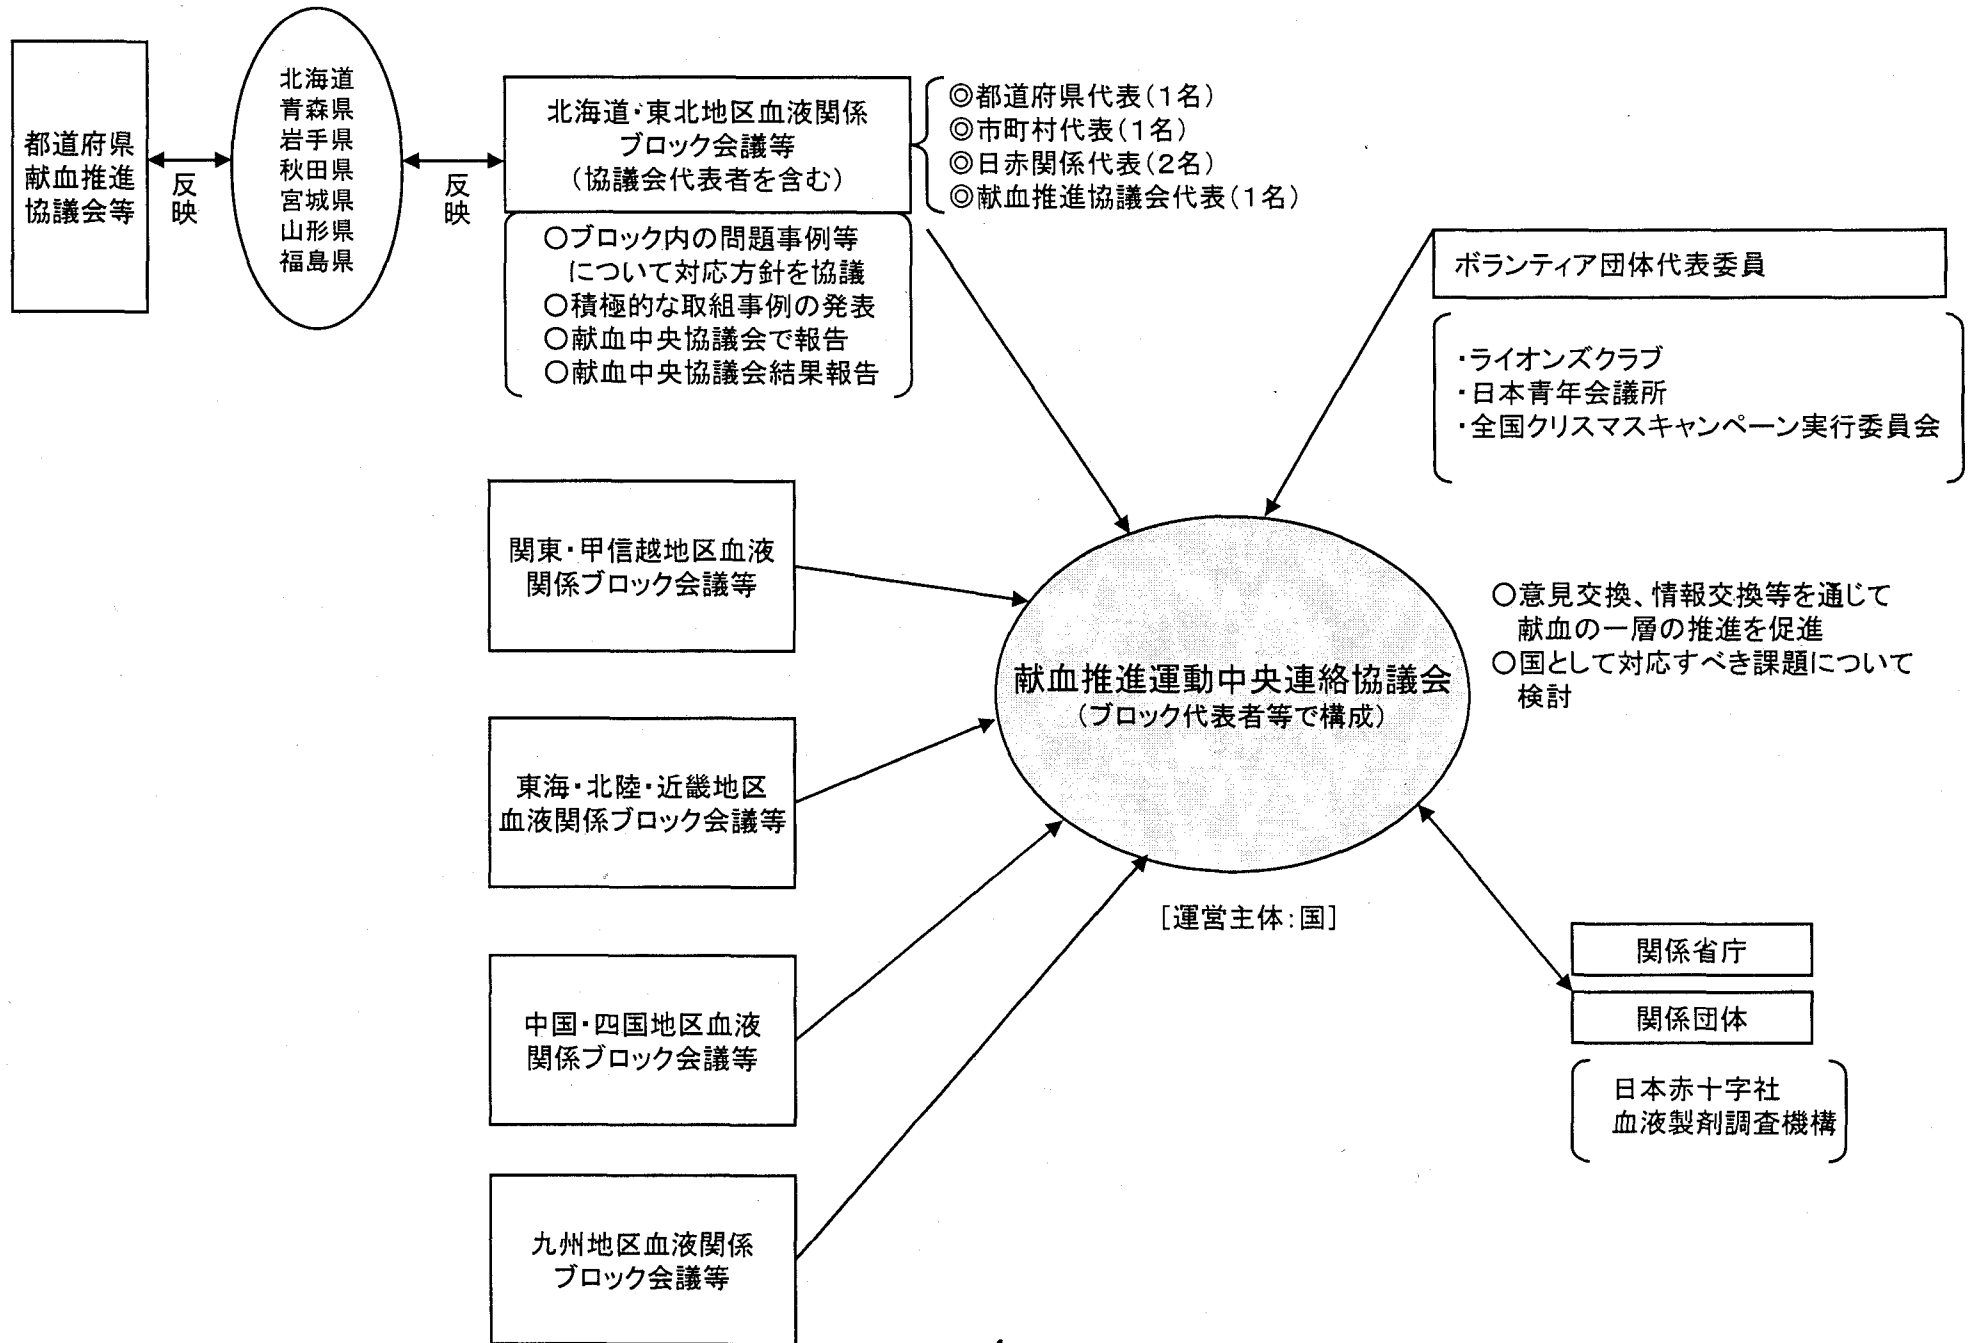 都道府県
献血推進
協議会等
反
映
北海道
青森県
岩手県
秋田県
宮城県
山形県
福島県
反
映
北海道・東北地区血液関係
ブロック会議等
(協議会代表者を含む)
◎都道府県代表(1名)
◎市町村代表(1名)
◎日赤関係代表(2名)
◎献血推進協議会代表(1名)
○ブロック内の問題事例等
について対応方針を協議
○積極的な取組事例の発表
○献血中央協議会で報告
○献血中央協議会結果報告
ボランティア団体代表委員
・ライオンズクラブ
・日本青年会議所
・全国クリスマスキャンペーン実行委員会
関東・甲信越地区血液
関係ブロック会議等
東海・北陸・近畿地区
血液関係ブロック会議等
中国・四国地区血液
関係ブロック会議等
九州地区血液関係
ブロック会議等
献血推進運動中央連絡協議会
(ブロック代表者等で構成)
[運営主体:国]
○意見交換、情報交換等を通じて
献血の一層の推進を促進
○国として対応すべき課題について
検討
関係省庁
関係団体
日本赤十字社
血液製剤調査機構